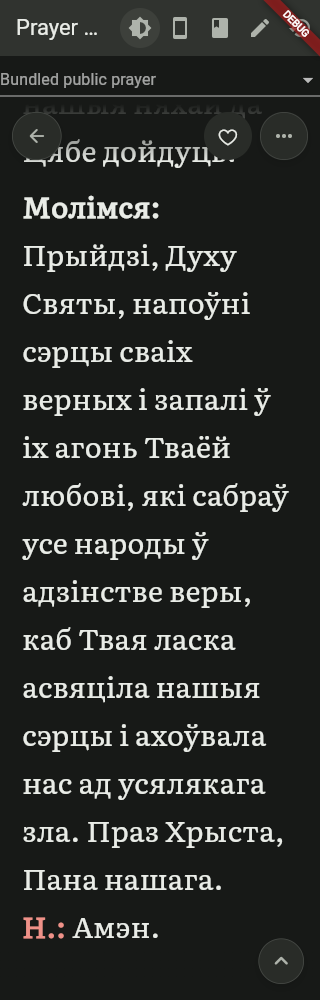 Prayer ...
DEBUG
Bundled public prayer
нашыя няхай да
Цябе дойдуць.
Молімся:
Прыйдзі, Духу
Святы, напоўні
сэрцы сваіх
верных і запалі ў
іх агонь Тваёй
любові, які сабраў
усе народы ў
адзінстве веры,
каб Твая ласка
асвяціла нашыя
сэрцы і ахоўвала
нас ад усялякага
зла. Праз Хрыста,
Пана нашага.
Н.: Амэн.